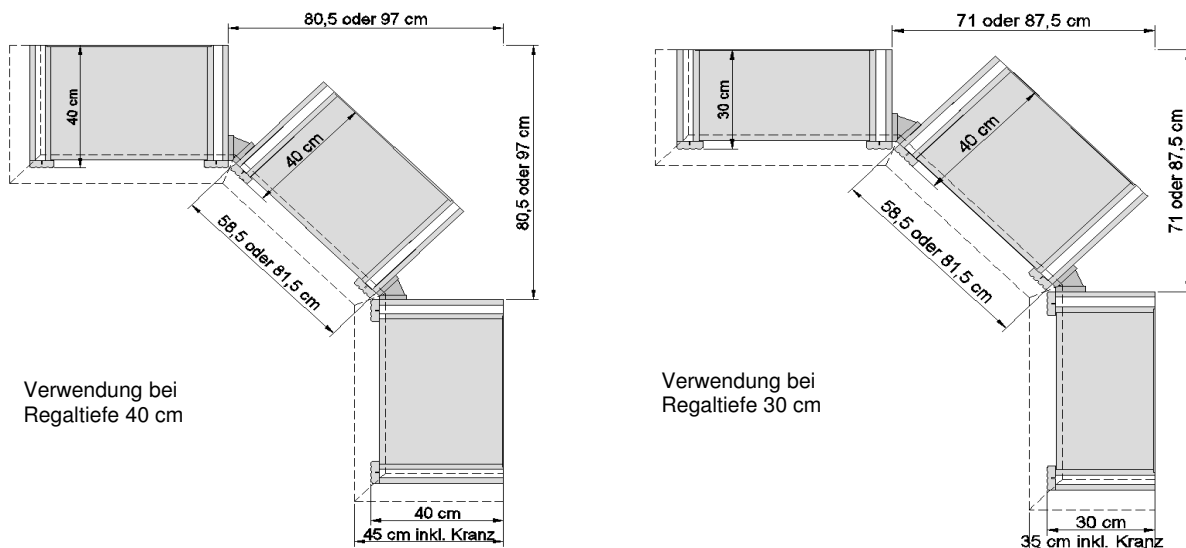 80,5 oder 97 cm
40 cm
40 cm
80,5 oder 97 cm
58,5 oder 81,5 cm
Verwendung bei
Regaltiefe 40 cm
40 cm
45 cm inkl. Kranz
71 oder 87,5 cm
30 cm
40 cm
71 oder 87,5 cm
58,5 oder 81,5 cm
Verwendung bei
Regaltiefe 30 cm
30 cm
35 cm inkl. Kranz